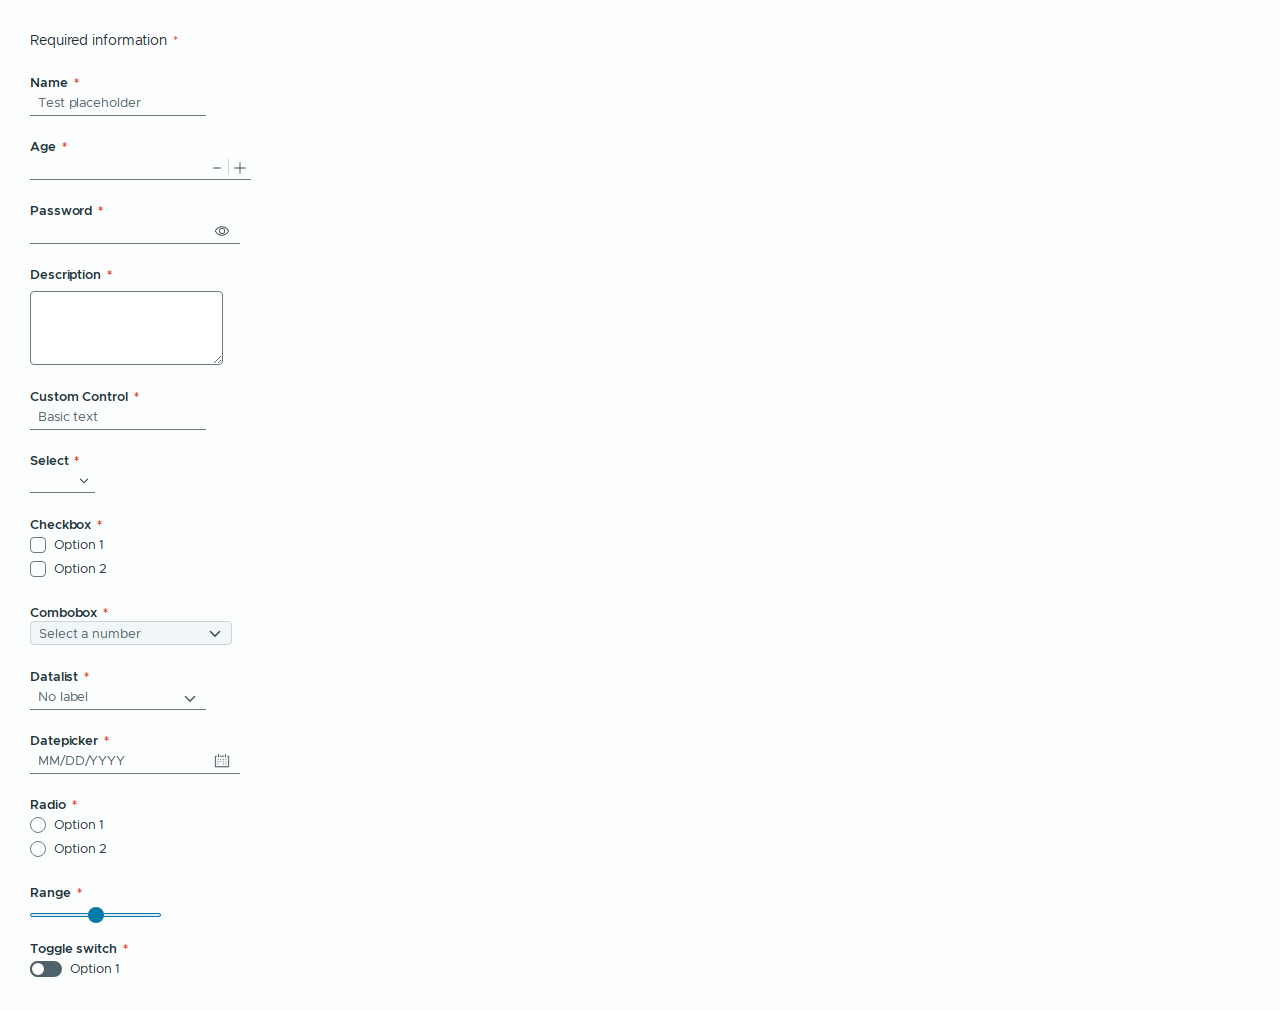 Required information *
Name *
Test placeholder
Age *
Password *
Description *
Custom Control *
Basic text
Select *
Checkbox *
Option 1
Option 2
Combobox *
Select a number
Datalist *
No label
Datepicker *
MM/DD/YYYY
Radio *
Option 1
Option 2
Range *
Toggle switch *
Option 1